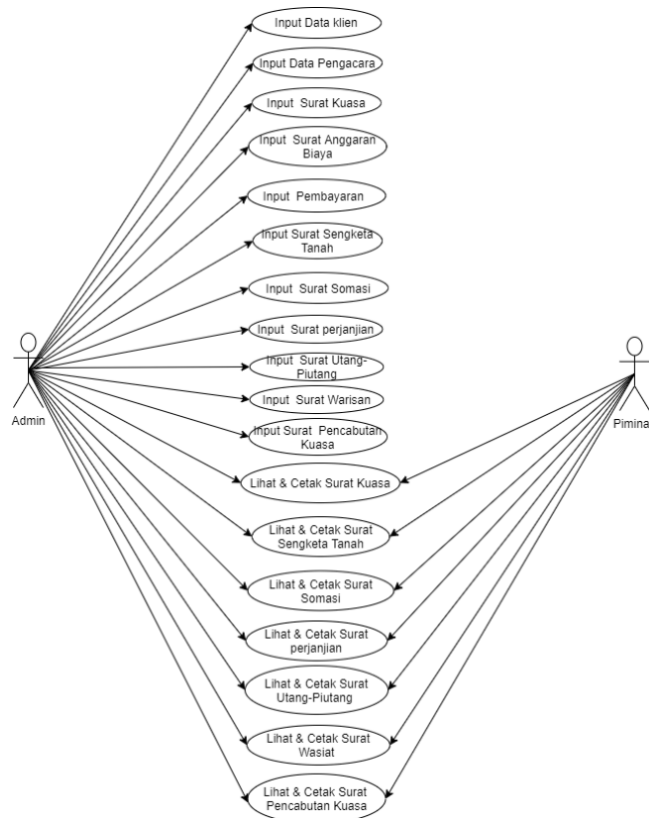 Input Data klien
Input Data Pengacara
Input Surat Kuasa
Input Surat Anggaran
Biaya
Input Pembayaran
Input Surat Sengketa
Tanah
Input Surat Somasi
Input Surat perjanjian
Input Surat Utang-
Piutang
Input Surat Warisan
Input Surat Pencabutan
Kuasa
Admin
Pimina
Lihat & Cetak Surat Kuasa
Lihat & Cetak Surat
Sengketa Tanah
Lihat & Cetak Surat
Somasi
Lihat & Cetak Surat
perjanjian
Lihat & Cetak Surat
Utang-Piutang
Lihat & Cetak Surat
Wasiat
Lihat & Cetak Surat
Pencabutan Kuasa